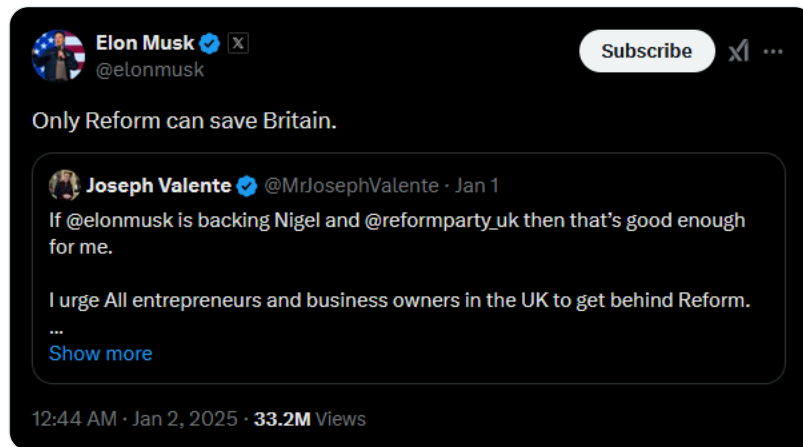 Elon Musk
@elonmusk
Subscribe
Only Reform can save Britain.
Joseph Valente @MrJosephValente · Jan 1
If @elonmusk is backing Nigel and @reformparty_uk then that’s good enough
for me.
I urge All entrepreneurs and business owners in the UK to get behind Reform.
...
Show more
12:44 AM · Jan 2, 2025 · 33.2M Views